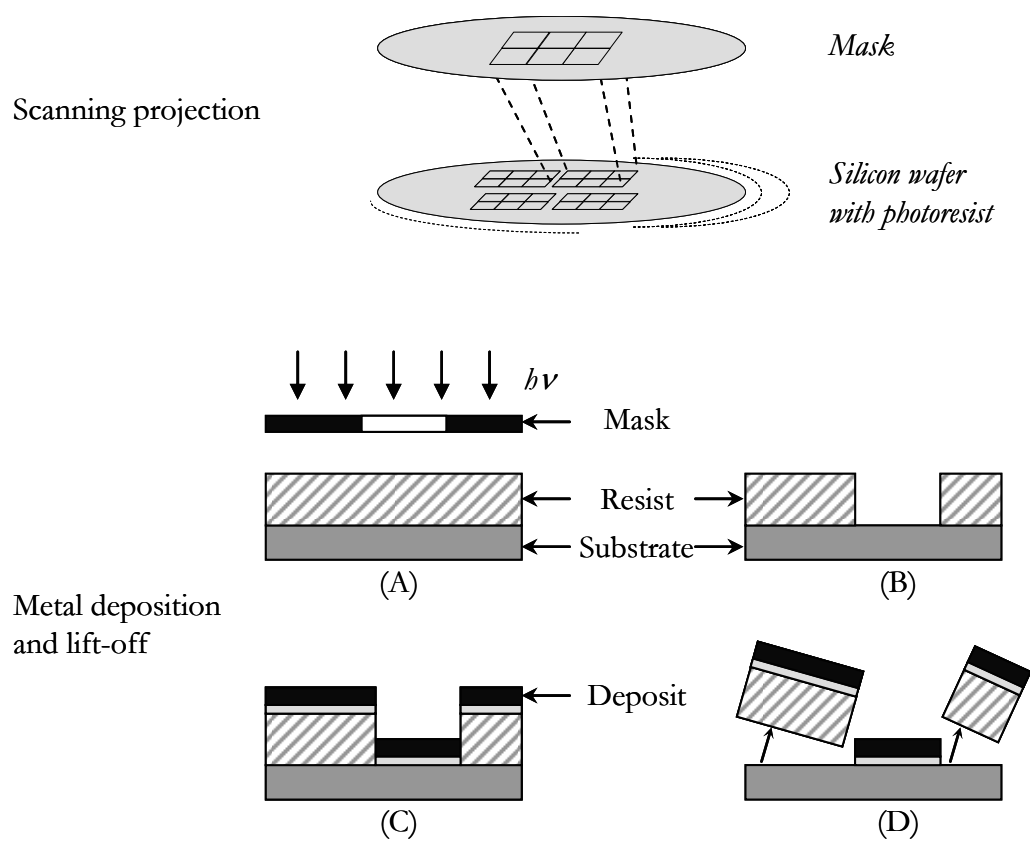 Mask
Scanning projection
Silicon wafer
with photoresist
hν
Mask
Resist
Substrate
(A)
(B)
Metal deposition
and lift-off
Deposit
(C)
(D)